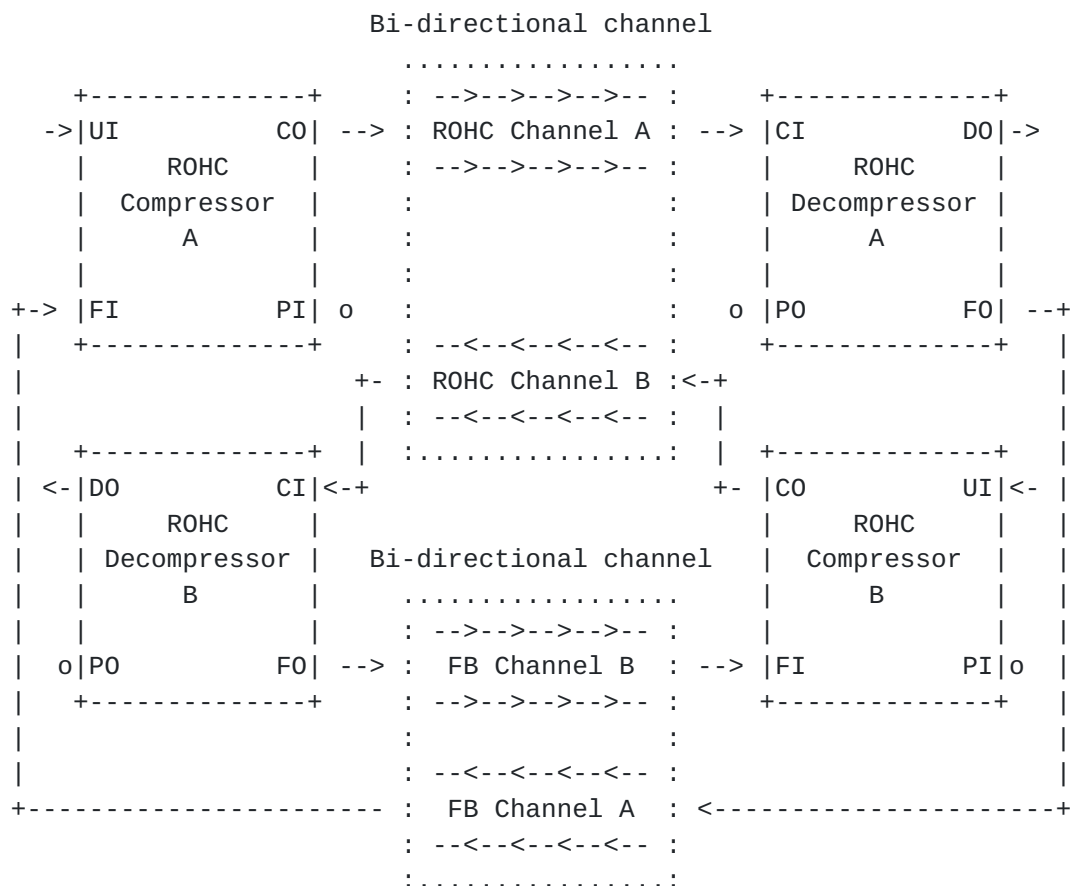 Bi-directional channel
                         ..................
    +--------------+     : -->-->-->-->-- :     +--------------+
  ->|UI          CO| --> : ROHC Channel A : --> |CI          DO|->
    |     ROHC     |     : -->-->-->-->-- :     |     ROHC     |
    |  Compressor  |     :                :     | Decompressor |
    |      A       |     :                :     |      A       |
    |              |     :                :     |              |
+-> |FI          PI| o   :                :   o |PO          FO| --+
|   +--------------+     : --<--<--<--<-- :     +--------------+   |
|                     +- : ROHC Channel B :<-+                     |
|                     |  : --<--<--<--<-- :  |                     |
|   +--------------+  |  :................:  |  +--------------+   |
| <-|DO          CI|<-+                      +- |CO          UI|<- |
|   |     ROHC     |                            |     ROHC     |   |
|   | Decompressor |   Bi-directional channel   |  Compressor  |   |
|   |      B       |     ..................     |      B       |   |
|   |              |     : -->-->-->-->-- :     |              |   |
|  o|PO          FO| --> :  FB Channel B  : --> |FI          PI|o  |
|   +--------------+     : -->-->-->-->-- :     +--------------+   |
|                        :                :                        |
|                        : --<--<--<--<-- :                        |
+----------------------- :  FB Channel A  : <----------------------+
                         : --<--<--<--<-- :
                         :................: